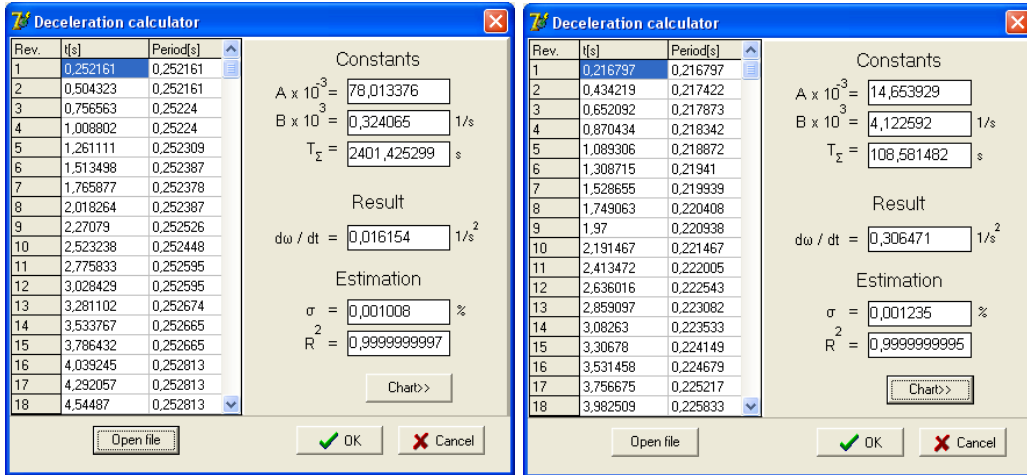 Deceleration calculator
Rev. t[s] Period[s]
1 0,252161 0,252161
2 0,504323 0,252161
3 0,756563 0,25224
4 1,008802 0,25224
5 1,261111 0,252309
6 1,513498 0,252387
7 1,765877 0,252378
8 2,018264 0,252387
9 2,27079 0,252526
10 2,523238 0,252448
11 2,775833 0,252595
12 3,028429 0,252595
13 3,281102 0,252674
14 3,533767 0,252665
15 3,786432 0,252665
16 4,039245 0,252813
17 4,292057 0,252813
18 4,54487 0,252813
Constants
A x 10⁻³= 78,013376
B x 10³ = 0,324065 1/s
T_Σ = 2401,425299 s
Result
dω / dt = 0,016154 1/s²
Estimation
σ = 0,001008 %
R² = 0,9999999997
Chart>>
Open file OK Cancel
Deceleration calculator
Rev. t[s] Period[s]
1 0,216797 0,216797
2 0,434219 0,217422
3 0,652092 0,217873
4 0,870434 0,218342
5 1,089306 0,218872
6 1,308715 0,21941
7 1,528655 0,219939
8 1,749063 0,220408
9 1,97 0,220938
10 2,191467 0,221467
11 2,413472 0,222005
12 2,636016 0,222543
13 2,859097 0,223082
14 3,08263 0,223533
15 3,30678 0,224149
16 3,531458 0,224679
17 3,756675 0,225217
18 3,982509 0,225833
Constants
A x 10⁻³= 14,653929
B x 10³ = 4,122592 1/s
T_Σ = 108,581482 s
Result
dω / dt = 0,306471 1/s²
Estimation
σ = 0,001235 %
R² = 0,9999999995
Chart>>
Open file OK Cancel